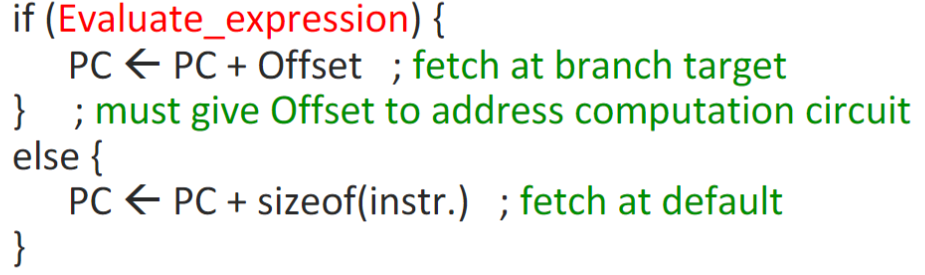 if (Evaluate_expression) {
PC ← PC + Offset ; fetch at branch target
} ; must give Offset to address computation circuit
else {
PC ← PC + sizeof(instr.) ; fetch at default
}